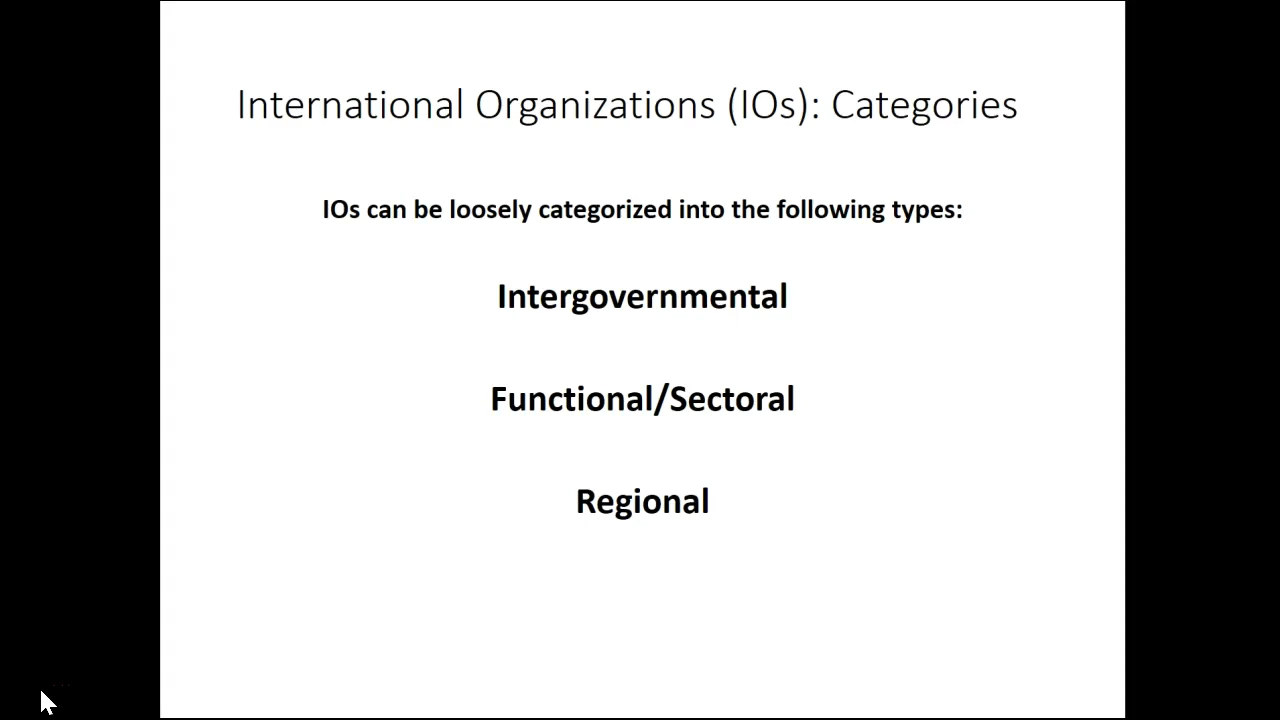 International Organizations (IOs): Categories
IOs can be loosely categorized into the following types:
Intergovernmental
Functional/Sectoral
Regional